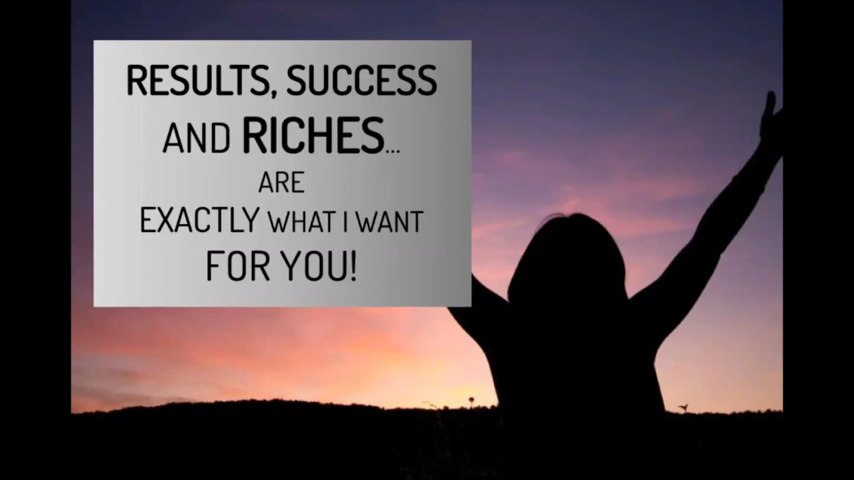 RESULTS, SUCCESS
AND RICHES...
ARE
EXACTLY WHAT I WANT
FOR YOU!